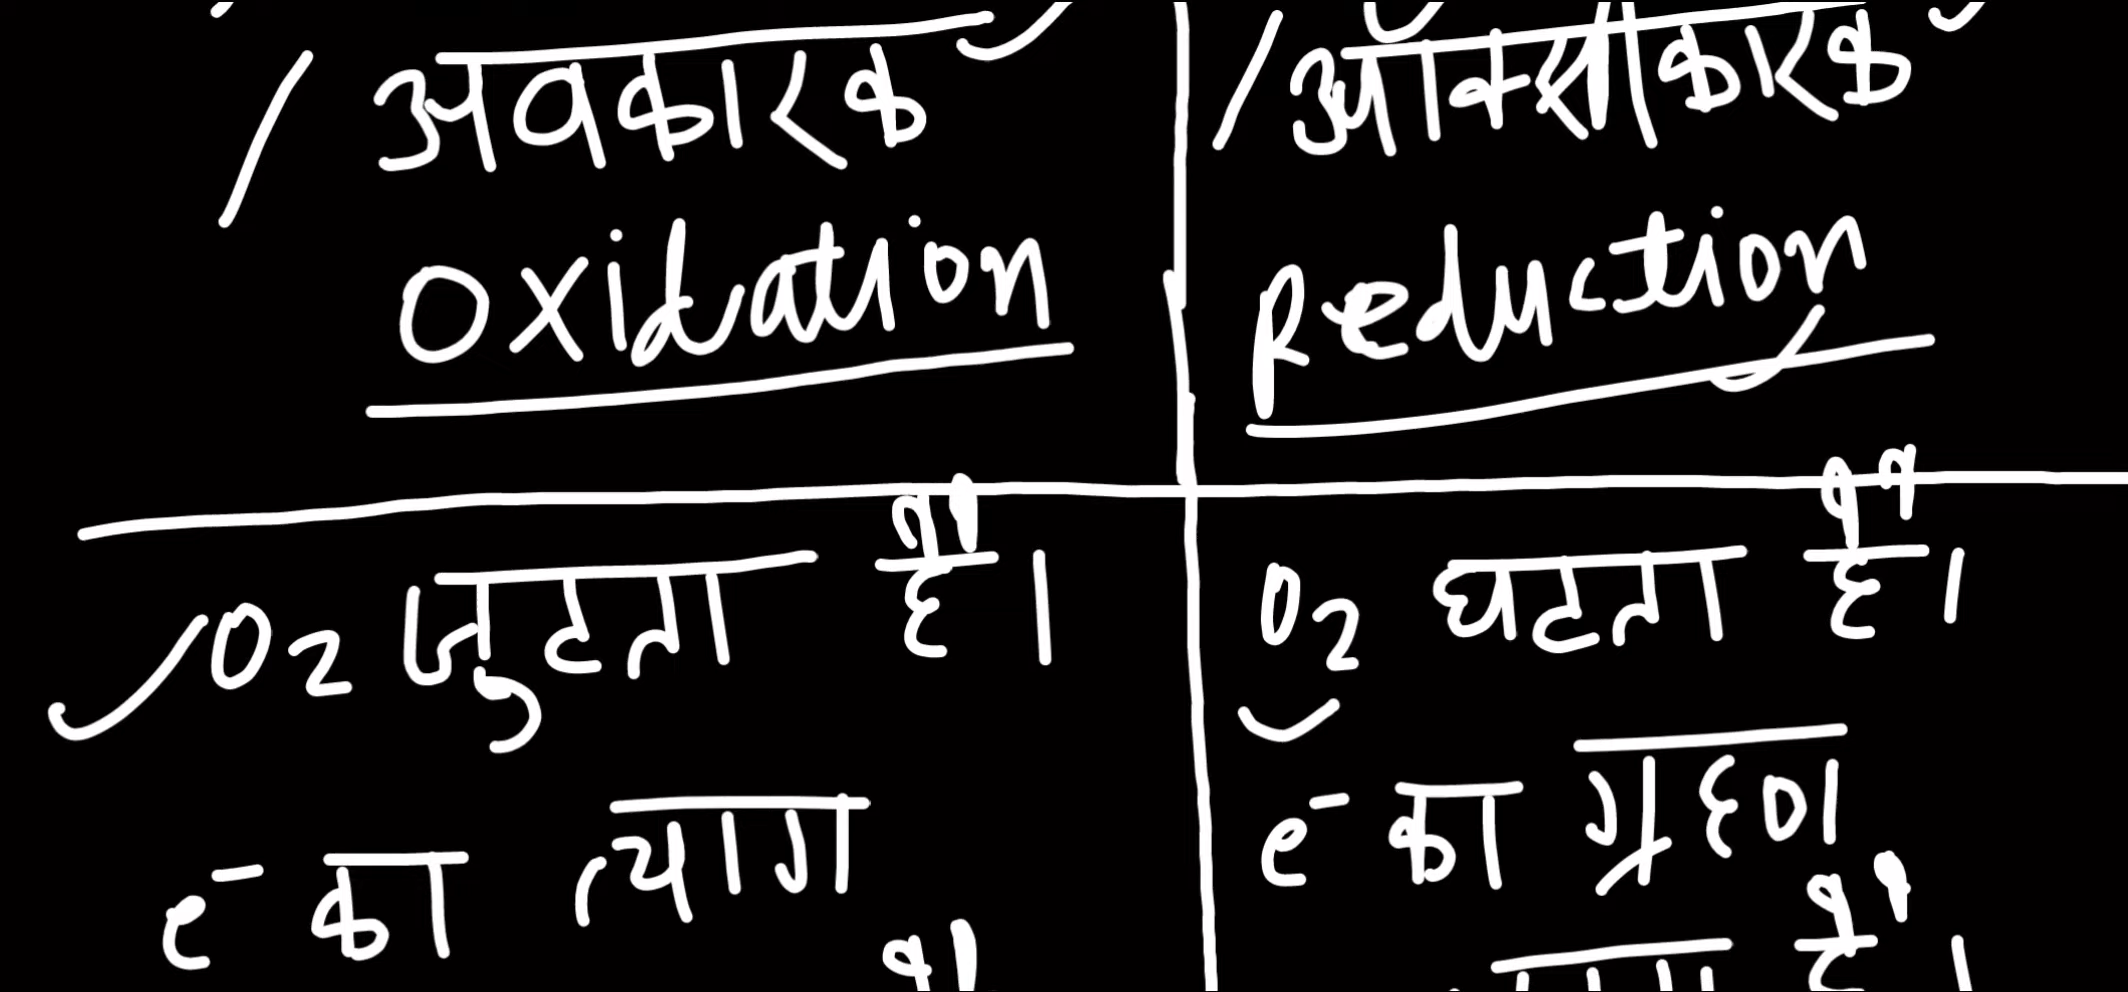 अवकारक
Oxidation
O2 जुटता है।
e- का त्याग
ऑक्सीकारक
Reduction
O2 घटता है।
e- का ग्रहण
है।